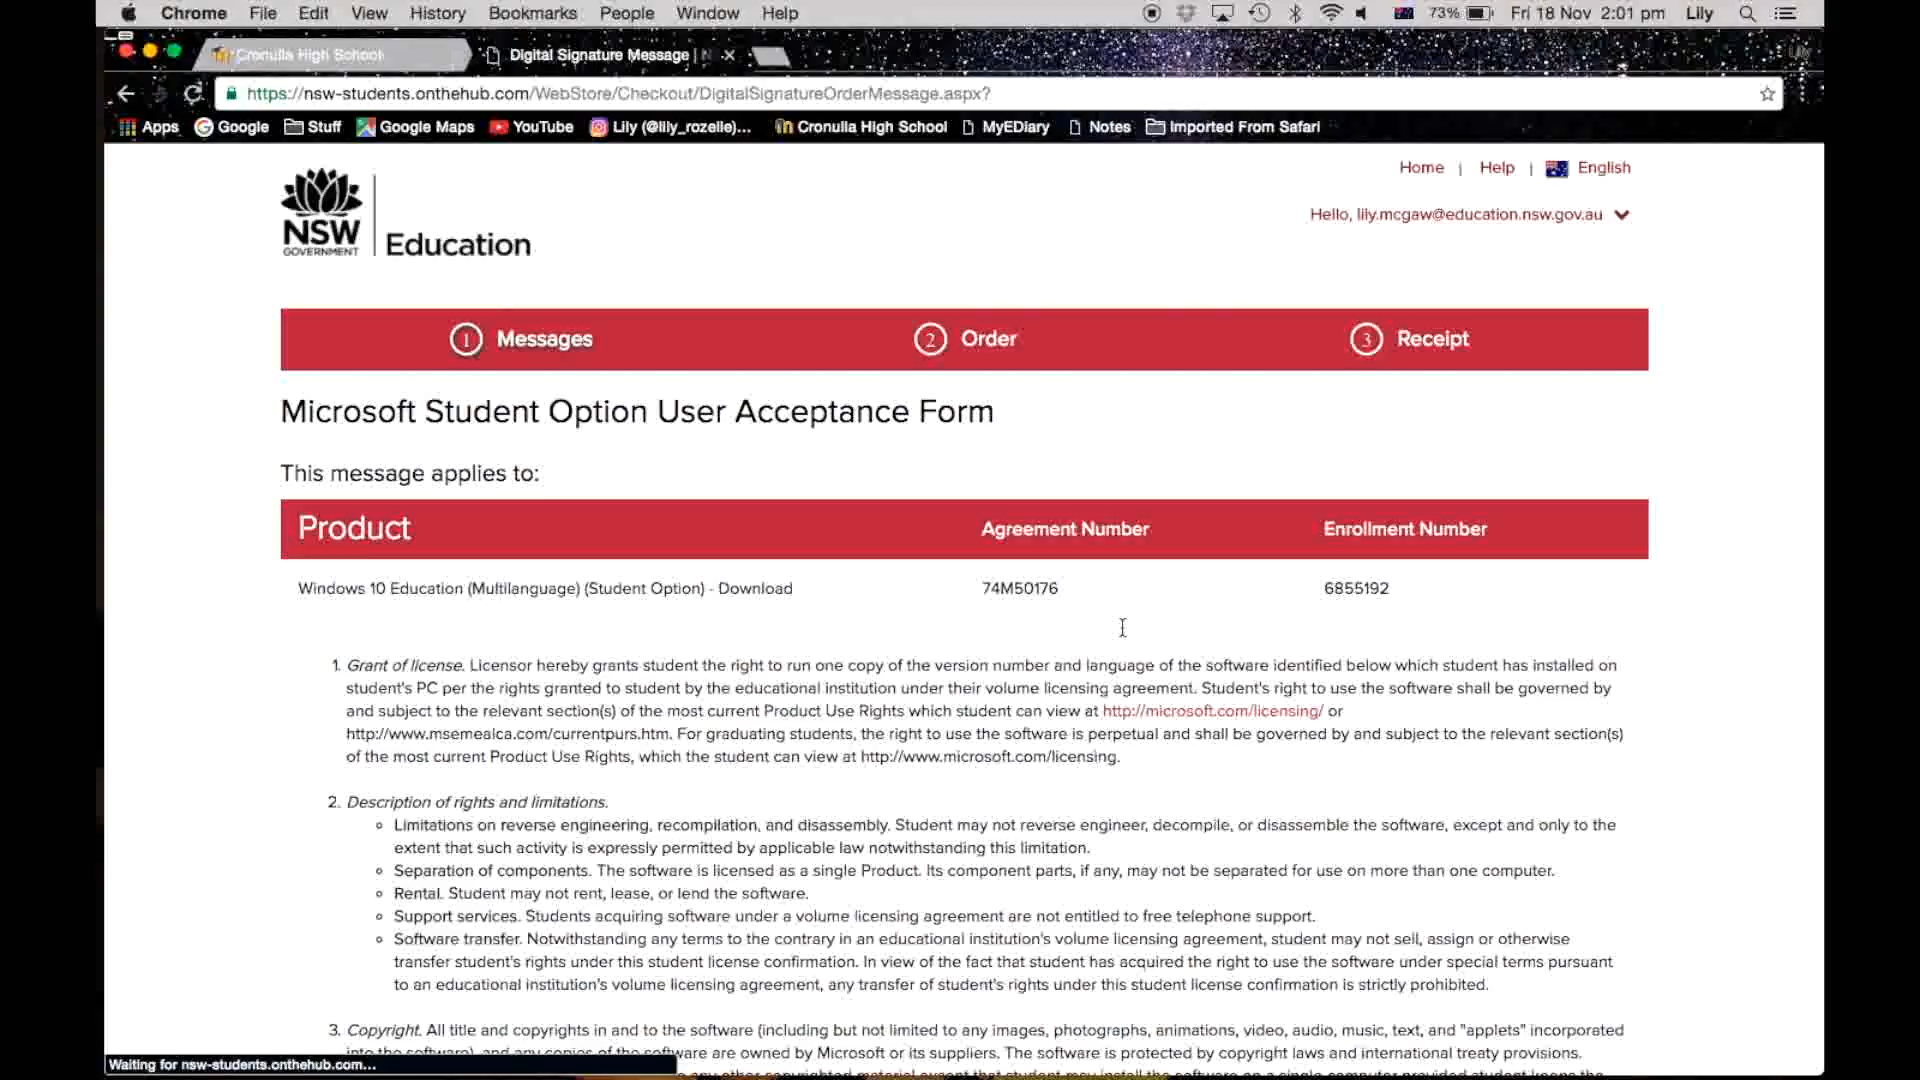 Chrome File Edit View History Bookmarks People Window Help 73% Fri 18 Nov 2:01 pm Lily
Cronulla High School Digital Signature Message |
https://nsw-students.onthehub.com/WebStore/Checkout/DigitalSignatureOrderMessage.aspx?
Apps Google Stuff Google Maps YouTube Lily (@lily_rozelle)... Cronulla High School MyEDiary Notes Imported From Safari
Home | Help | English
Hello, lily.mcgaw@education.nsw.gov.au
NSW
GOVERNMENT
Education
1 Messages 2 Order 3 Receipt
Microsoft Student Option User Acceptance Form
This message applies to:
Product Agreement Number Enrollment Number
Windows 10 Education (Multilanguage) (Student Option) - Download 74M50176 6855192
1. Grant of license. Licensor hereby grants student the right to run one copy of the version number and language of the software identified below which student has installed on
student's PC per the rights granted to student by the educational institution under their volume licensing agreement. Student's right to use the software shall be governed by
and subject to the relevant section(s) of the most current Product Use Rights which student can view at http://microsoft.com/licensing/ or
http://www.msemealca.com/currentpurs.htm. For graduating students, the right to use the software is perpetual and shall be governed by and subject to the relevant section(s)
of the most current Product Use Rights, which the student can view at http://www.microsoft.com/licensing.
2. Description of rights and limitations.
Limitations on reverse engineering, recompilation, and disassembly. Student may not reverse engineer, decompile, or disassemble the software, except and only to the
extent that such activity is expressly permitted by applicable law notwithstanding this limitation.
Separation of components. The software is licensed as a single Product. Its component parts, if any, may not be separated for use on more than one computer.
Rental. Student may not rent, lease, or lend the software.
Support services. Students acquiring software under a volume licensing agreement are not entitled to free telephone support.
Software transfer. Notwithstanding any terms to the contrary in an educational institution's volume licensing agreement, student may not sell, assign or otherwise
transfer student's rights under this student license confirmation. In view of the fact that student has acquired the right to use the software under special terms pursuant
to an educational institution's volume licensing agreement, any transfer of student's rights under this student license confirmation is strictly prohibited.
3. Copyright. All title and copyrights in and to the software (including but not limited to any images, photographs, animations, video, audio, music, text, and "applets" incorporated
into the software), and any copies of the software are owned by Microsoft or its suppliers. The software is protected by copyright laws and international treaty provisions.
Waiting for nsw-students.onthehub.com...